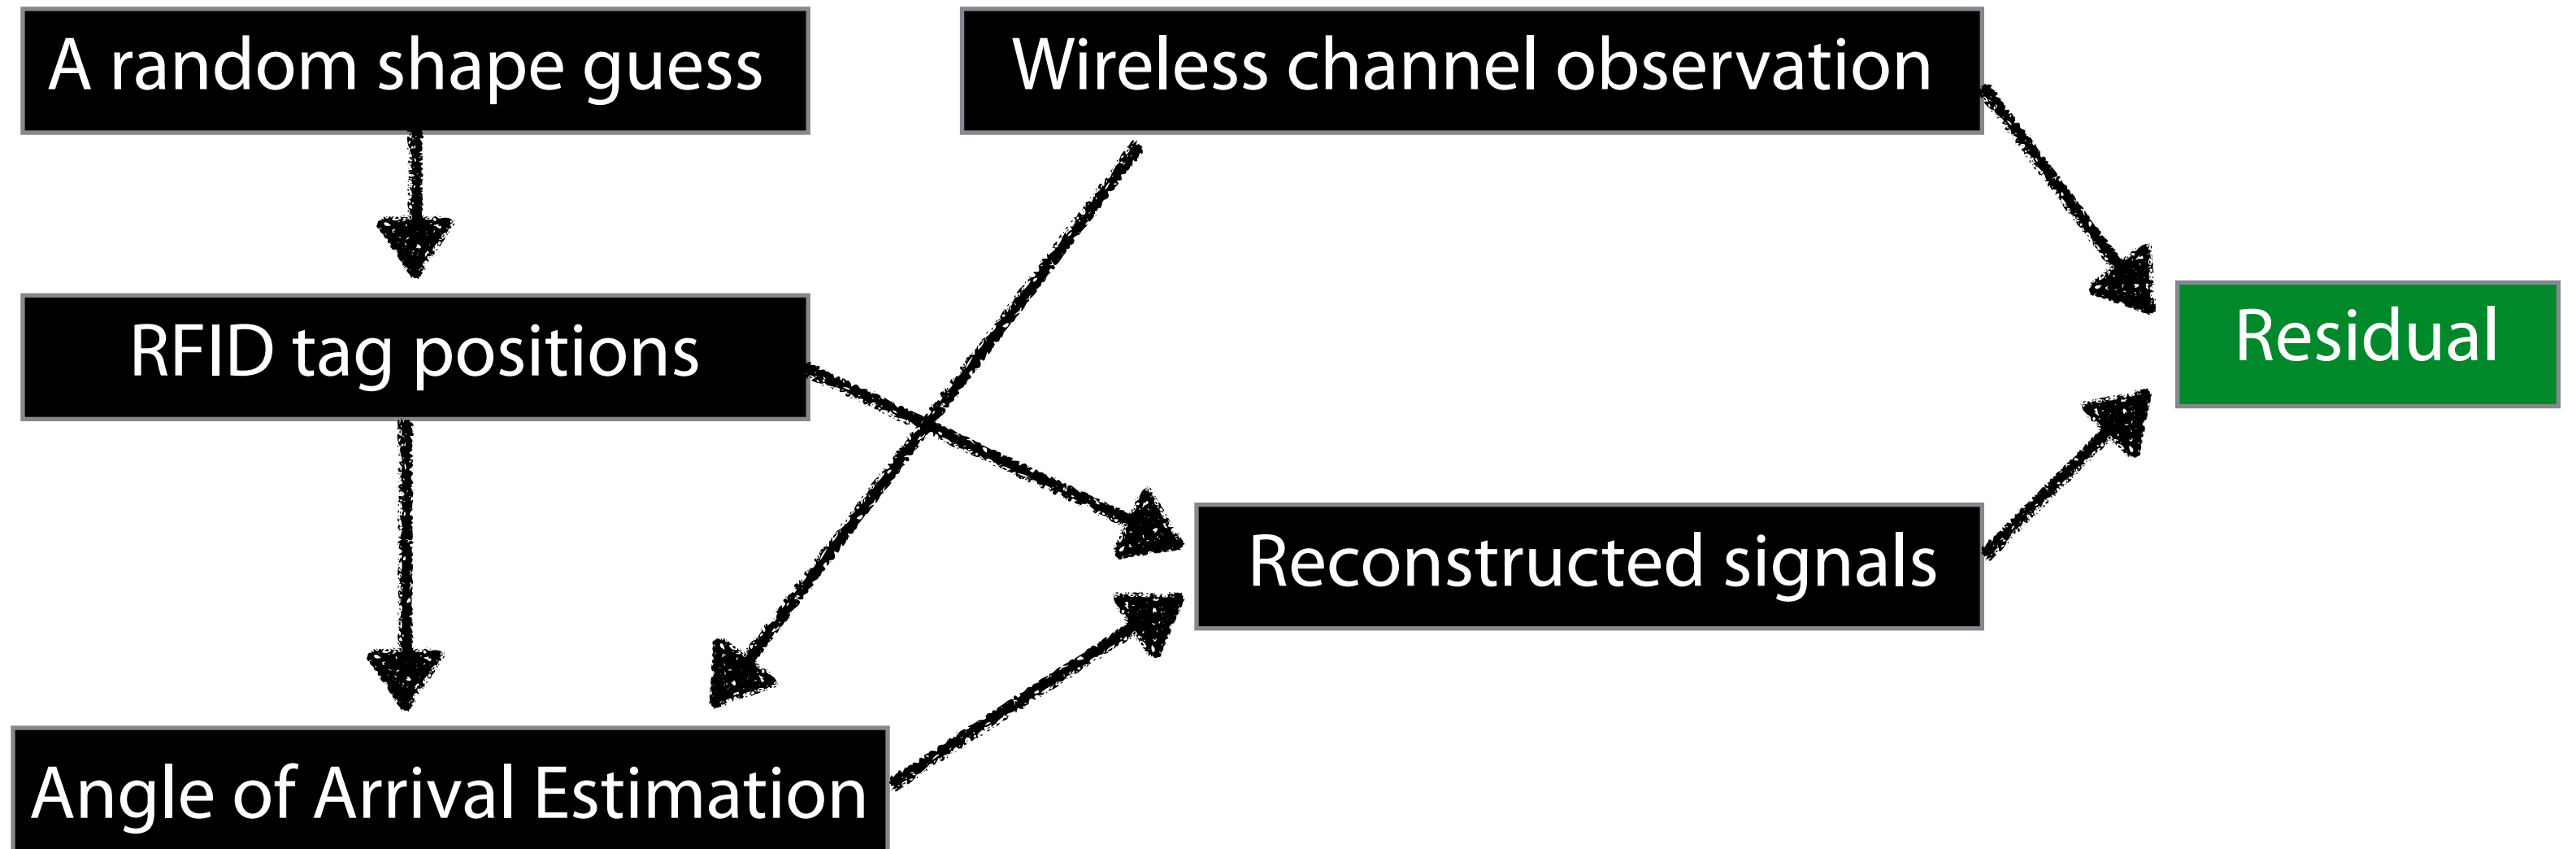 A random shape guess
Wireless channel observation
RFID tag positions
Residual
Reconstructed signals
Angle of Arrival Estimation